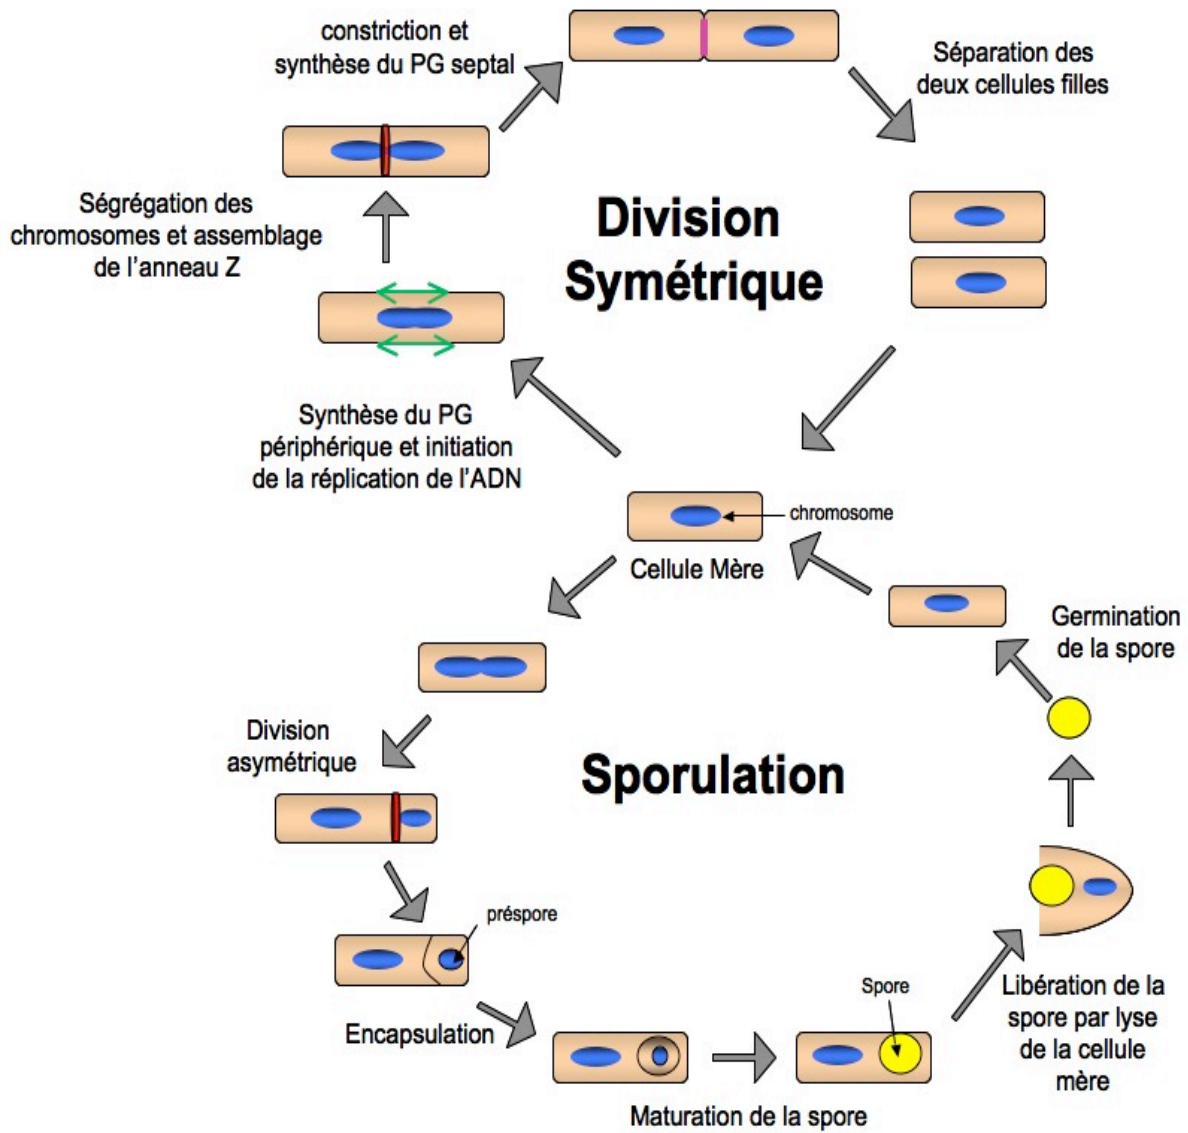 constriction et
synthèse du PG septal
Séparation des
deux cellules filles
Ségrégation des
chromosomes et assemblage
de l'anneau Z
Division
Symétrique
Synthèse du PG
périphérique et initiation
de la réplication de l'ADN
chromosome
Cellule Mère
Germination
de la spore
Division
asymétrique
Sporulation
préspore
Encapsulation
Spore
Libération de la
spore par lyse
de la cellule
mère
Maturation de la spore